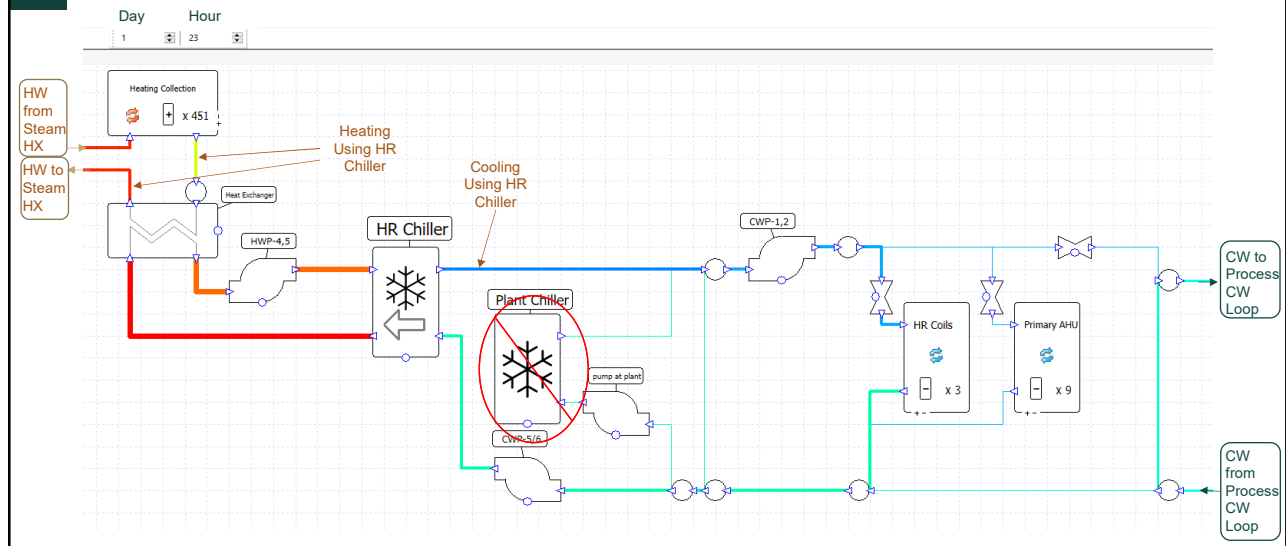 Day
Hour
1
23
HW
from
Steam
HX
HW to
Steam
HX
Heating Collection
+
x 451
+
Heating
Using HR
Chiller
Heat Exchanger
HWP-4,5
HR Chiller
Cooling
Using HR
Chiller
Plant Chiller
pump at plant
CWP-5/6
CWP-1,2
HR Coils
-
x 3
+ -
Primary AHU
-
x 9
+ -
CW to
Process
CW
Loop
CW
from
Process
CW
Loop